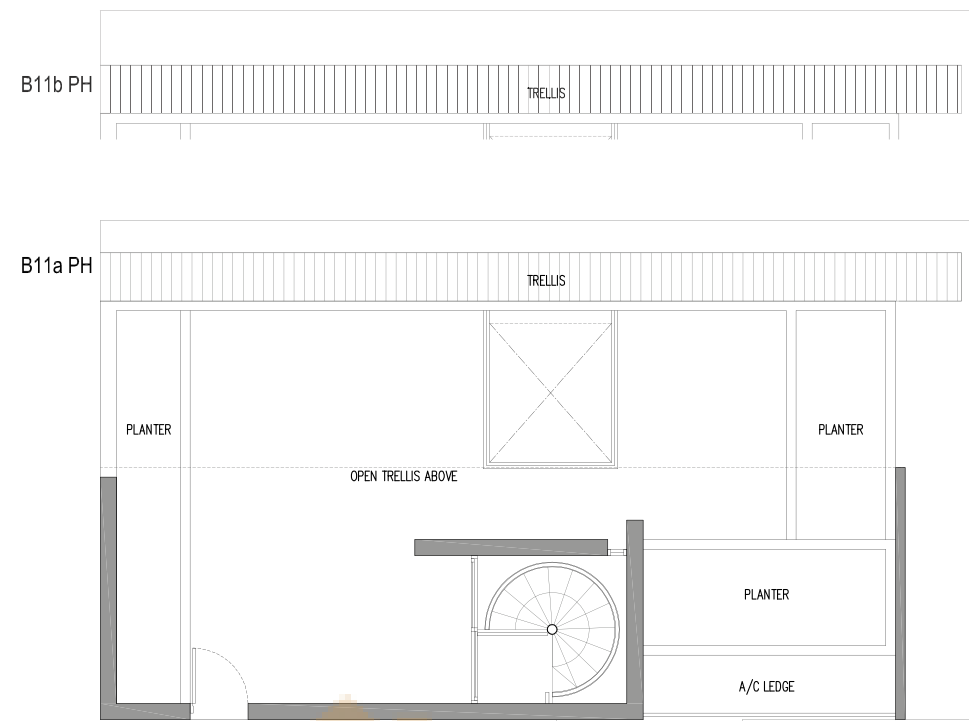 B11b PH
TRELLIS
B11a PH
TRELLIS
PLANTER
PLANTER
OPEN TRELLIS ABOVE
PLANTER
A/C LEDGE